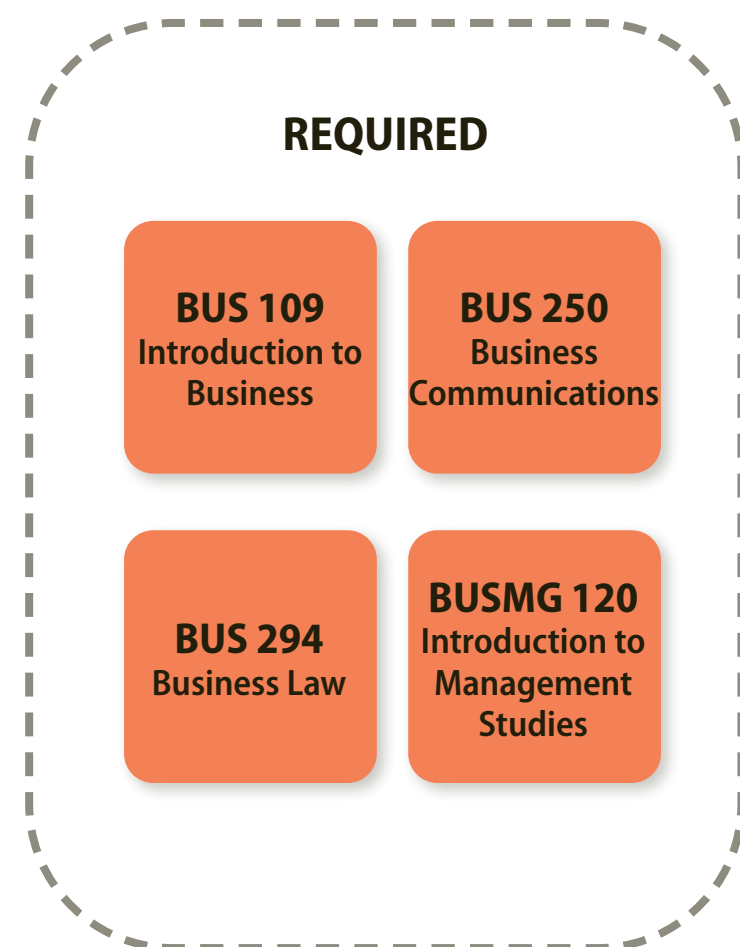 REQUIRED
BUS 109
Introduction to
Business
BUS 250
Business
Communications
BUS 294
Business Law
BUSMG 120
Introduction to
Management
Studies